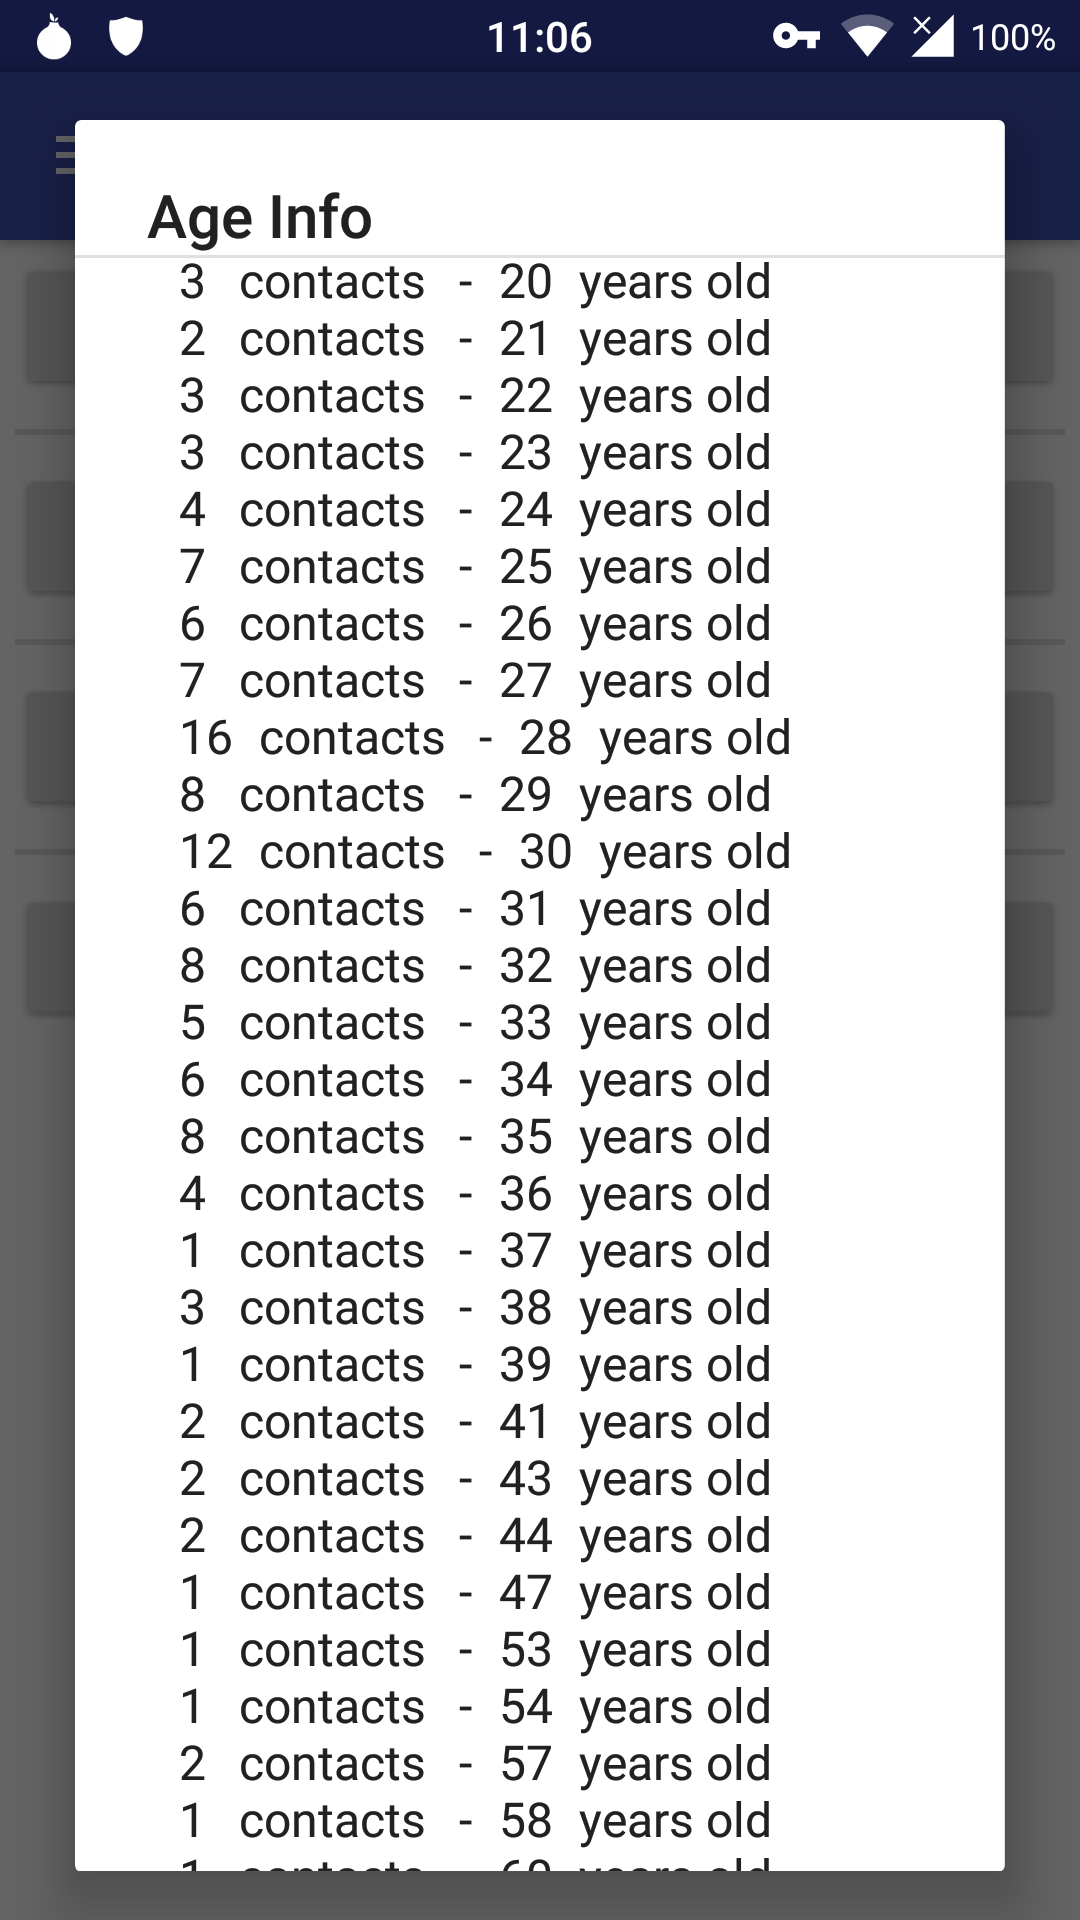 11:06
100%
Age Info
3 contacts - 20 years old
2 contacts - 21 years old
3 contacts - 22 years old
3 contacts - 23 years old
4 contacts - 24 years old
7 contacts - 25 years old
6 contacts - 26 years old
7 contacts - 27 years old
16 contacts - 28 years old
8 contacts - 29 years old
12 contacts - 30 years old
6 contacts - 31 years old
8 contacts - 32 years old
5 contacts - 33 years old
6 contacts - 34 years old
8 contacts - 35 years old
4 contacts - 36 years old
1 contacts - 37 years old
3 contacts - 38 years old
1 contacts - 39 years old
2 contacts - 41 years old
2 contacts - 43 years old
2 contacts - 44 years old
1 contacts - 47 years old
1 contacts - 53 years old
1 contacts - 54 years old
2 contacts - 57 years old
1 contacts - 58 years old
1 contacts - years old